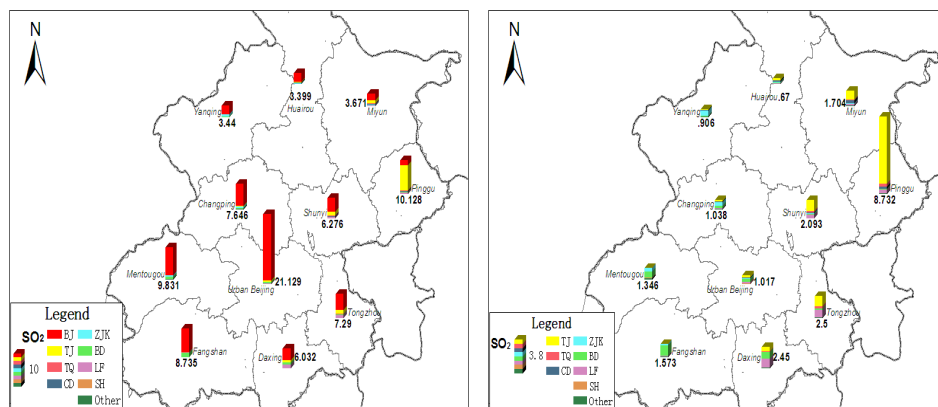 N
Yanqing
3.44
3.399
Huairou
3.671
Miyun
Pinggu
10.128
Changping
7.646
Shunyi
6.276
Mentougou
9.831
21.129
Urban Beijing
Tongzhou
7.29
Fangshan
8.735
Daxing
6.032
Legend
SO2
10
BJ ZJK
TJ BD
TQ LF
CD SH
Other
N
Yanqing
.906
Huairou
.67
1.704
Miyun
Pinggu
8.732
Changping
1.038
Shunyi
2.093
Mentougou
1.346
1.017
Urban Beijing
Tongzhou
2.5
Fangshan
1.573
Daxing
2.45
Legend
SO2
3.8
TJ ZJK
TQ BD
CD LF
SH
Other